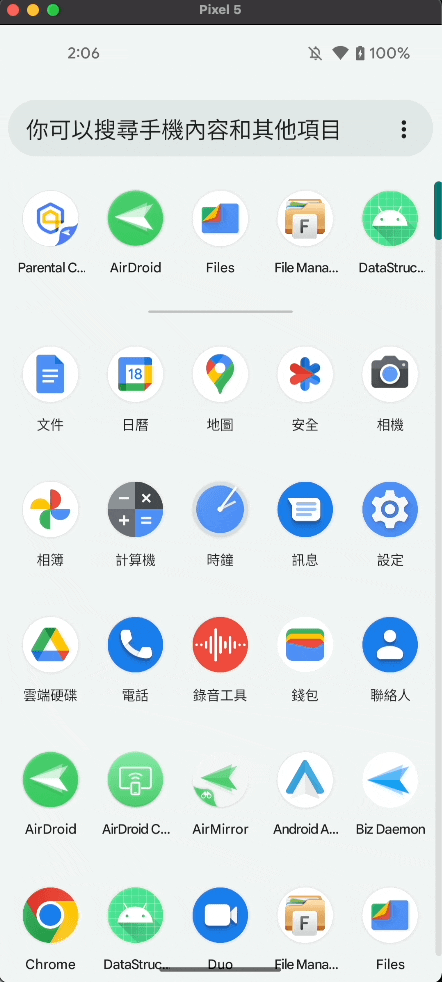 Pixel 5
2:06 100%
你可以搜尋手機內容和其他項目
Parental C... AirDroid Files File Mana... DataStruc...
18
文件 日曆 地圖 安全 相機
相簿 計算機 時鐘 訊息 設定
雲端硬碟 電話 錄音工具 錢包 聯絡人
AirDroid AirDroid C... AirMirror Android A... Biz Daemon
Chrome DataStruc... Duo File Mana... Files